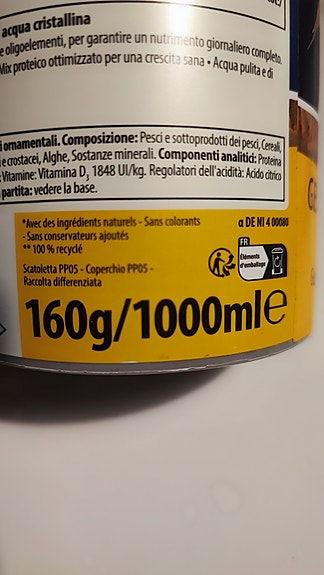 acqua cristallina
e oligoelementi, per garantire un nutrimento giornaliero completo.
Mix proteico ottimizzato per una crescita sana • Acqua pulita e di
ornamentali. Composizione: Pesci e sottoprodotti dei pesci, Cereali,
e crostacei, Alghe, Sostanze minerali. Componenti analitici: Proteina
Vitamine: Vitamina D3 1848 UI/kg. Regolatori dell'acidità: Acido citrico
partita: vedere la base.
*Avec des ingrédients naturels - Sans colorants
- Sans conservateurs ajoutés
** 100 % recyclé
α DE NI 4 00080
FR
Éléments
d'emballage
Scatoletta PP05 - Coperchio PP05 -
Raccolta differenziata
160g/1000ml e